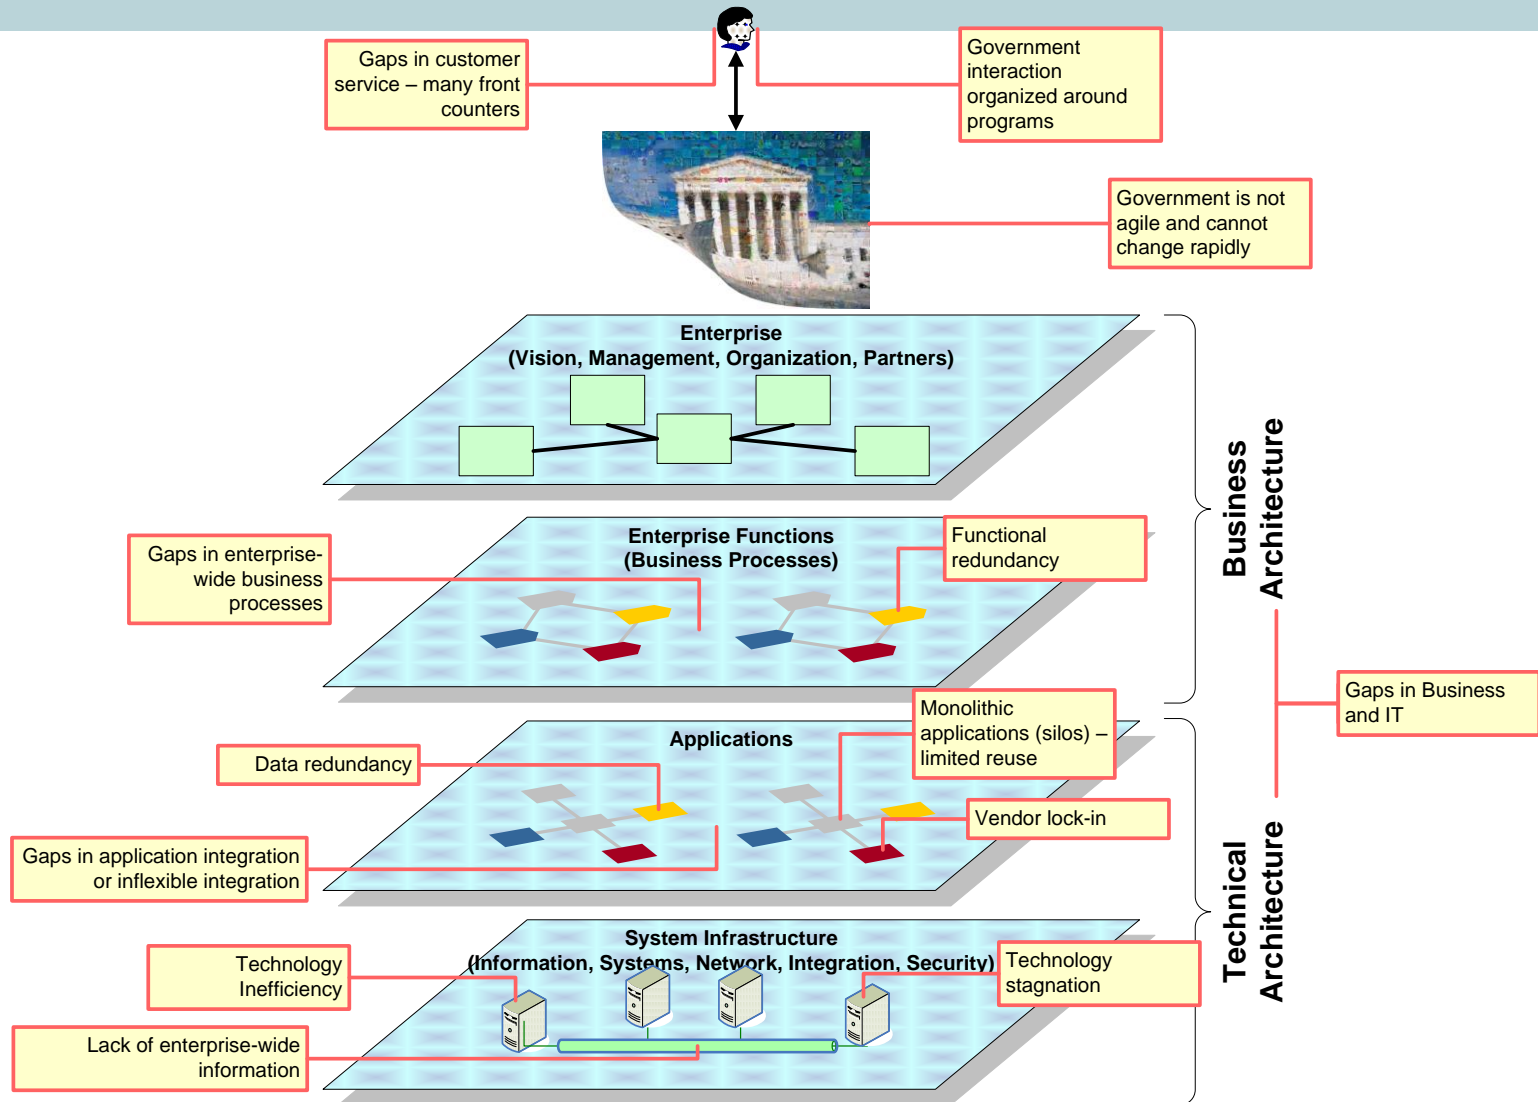 Gaps in customer
service – many front
counters
Government
interaction
organized around
programs
Government is not
agile and cannot
change rapidly
Enterprise
(Vision, Management, Organization, Partners)
Business
Architecture
Enterprise Functions
(Business Processes)
Gaps in enterprise-
wide business
processes
Functional
redundancy
Gaps in Business
and IT
Applications
Monolithic
applications (silos) –
limited reuse
Data redundancy
Vendor lock-in
Gaps in application integration
or inflexible integration
Technical
Architecture
System Infrastructure
(Information, Systems, Network, Integration, Security)
Technology
Inefficiency
Technology
stagnation
Lack of enterprise-wide
information